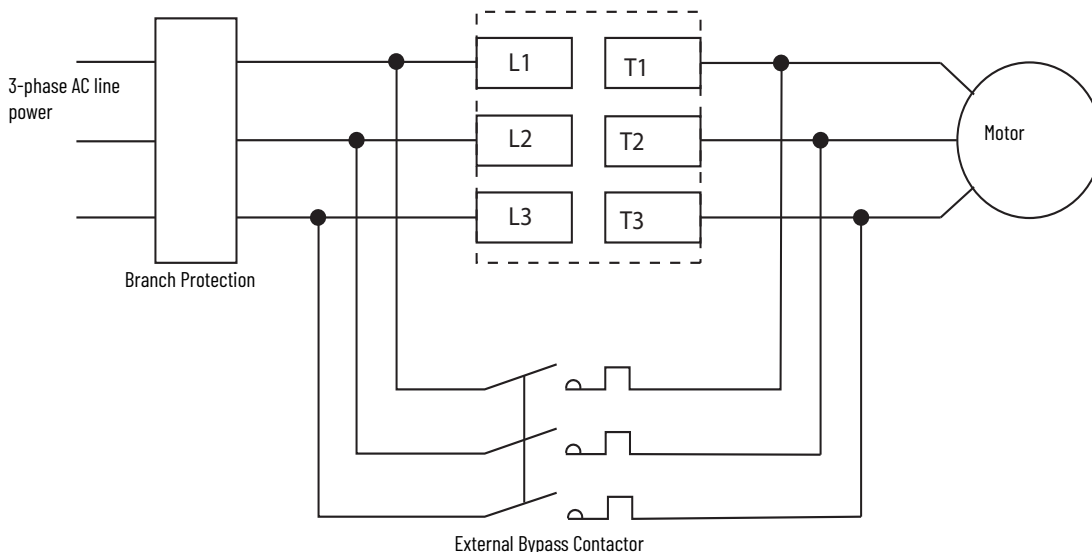 3-phase AC line
power
Branch Protection
L1
T1
L2
T2
L3
T3
Motor
External Bypass Contactor